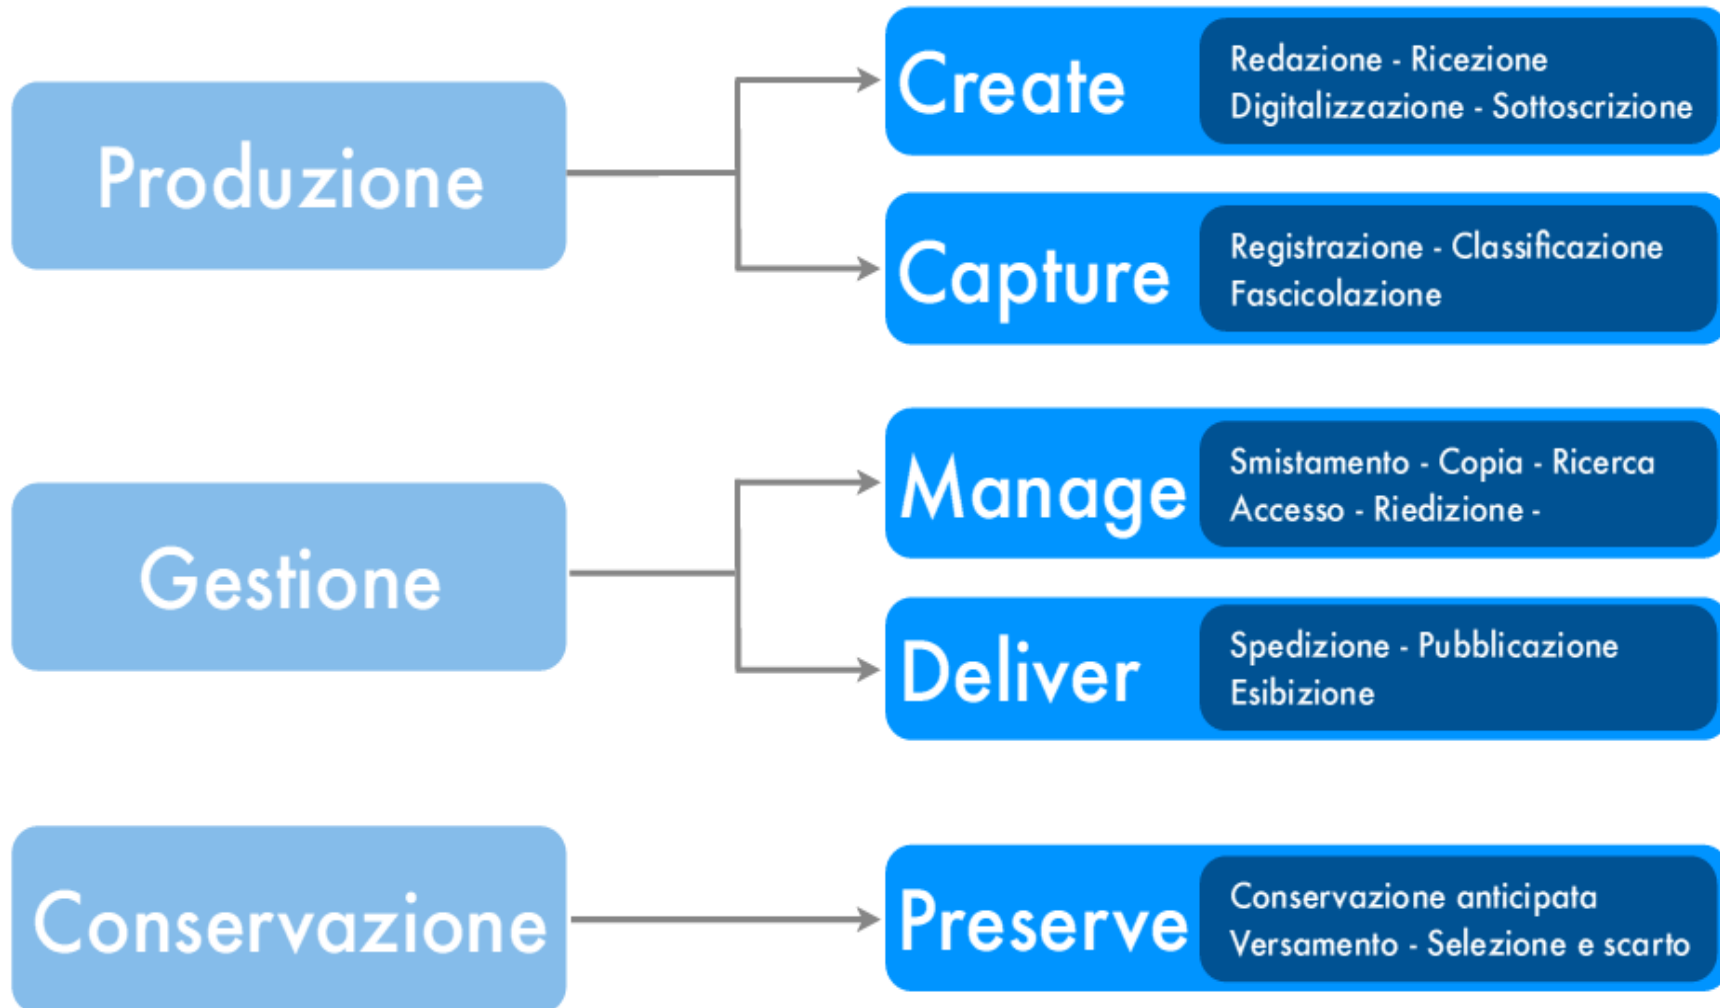 Produzione
Create
Redazione - Ricezione
Digitalizzazione - Sottoscrizione
Capture
Registrazione - Classificazione
Fascicolazione
Gestione
Manage
Smistamento - Copia - Ricerca
Accesso - Riedizione -
Deliver
Spedizione - Pubblicazione
Esibizione
Conservazione
Preserve
Conservazione anticipata
Versamento - Selezione e scarto